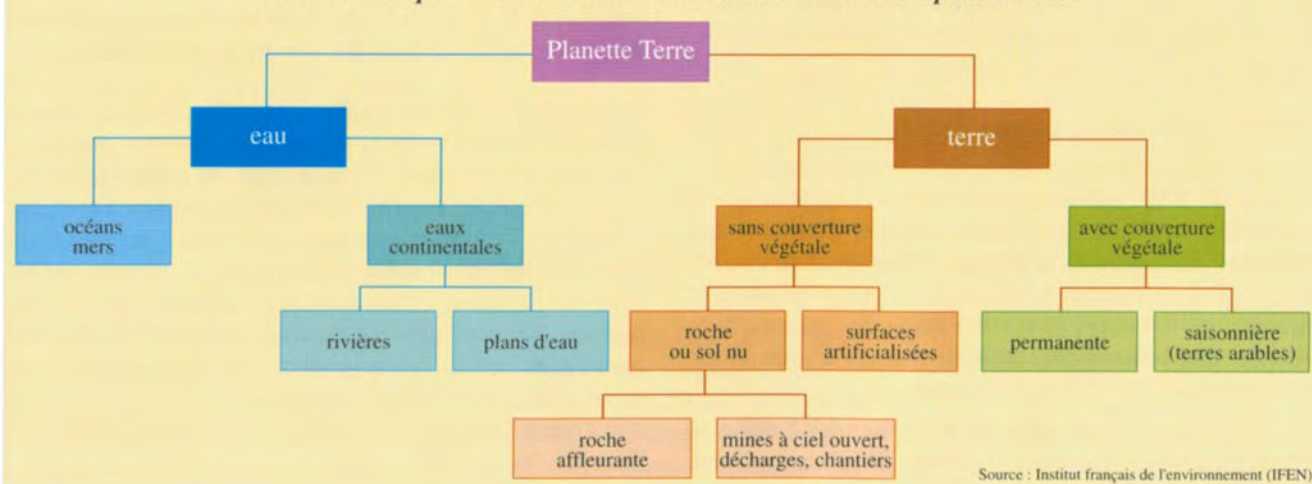 Planette Terre
eau
terre
océans
mers
eaux
continentales
sans couverture
végétale
avec couverture
végétale
rivières
plans d'eau
roche
ou sol nu
surfaces
artificialisées
permanente
saisonnière
(terres arables)
roche
affleurante
mines à ciel ouvert,
décharges, chantiers
Source : Institut français de l'environnement (IFEN)